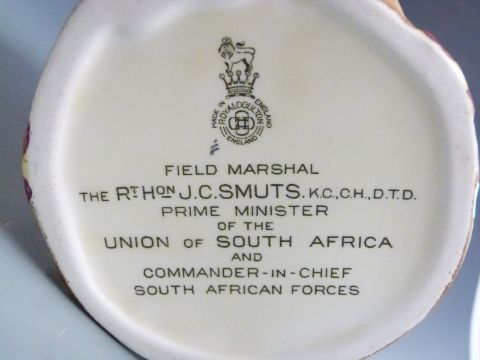 MADE IN ENGLAND
ROYAL DOULTON
ENGLAND
FIELD MARSHAL
THE RT HON J.C. SMUTS. K.C., C.H., D.T.D.
PRIME MINISTER
OF THE
UNION OF SOUTH AFRICA
AND
COMMANDER-IN-CHIEF
SOUTH AFRICAN FORCES